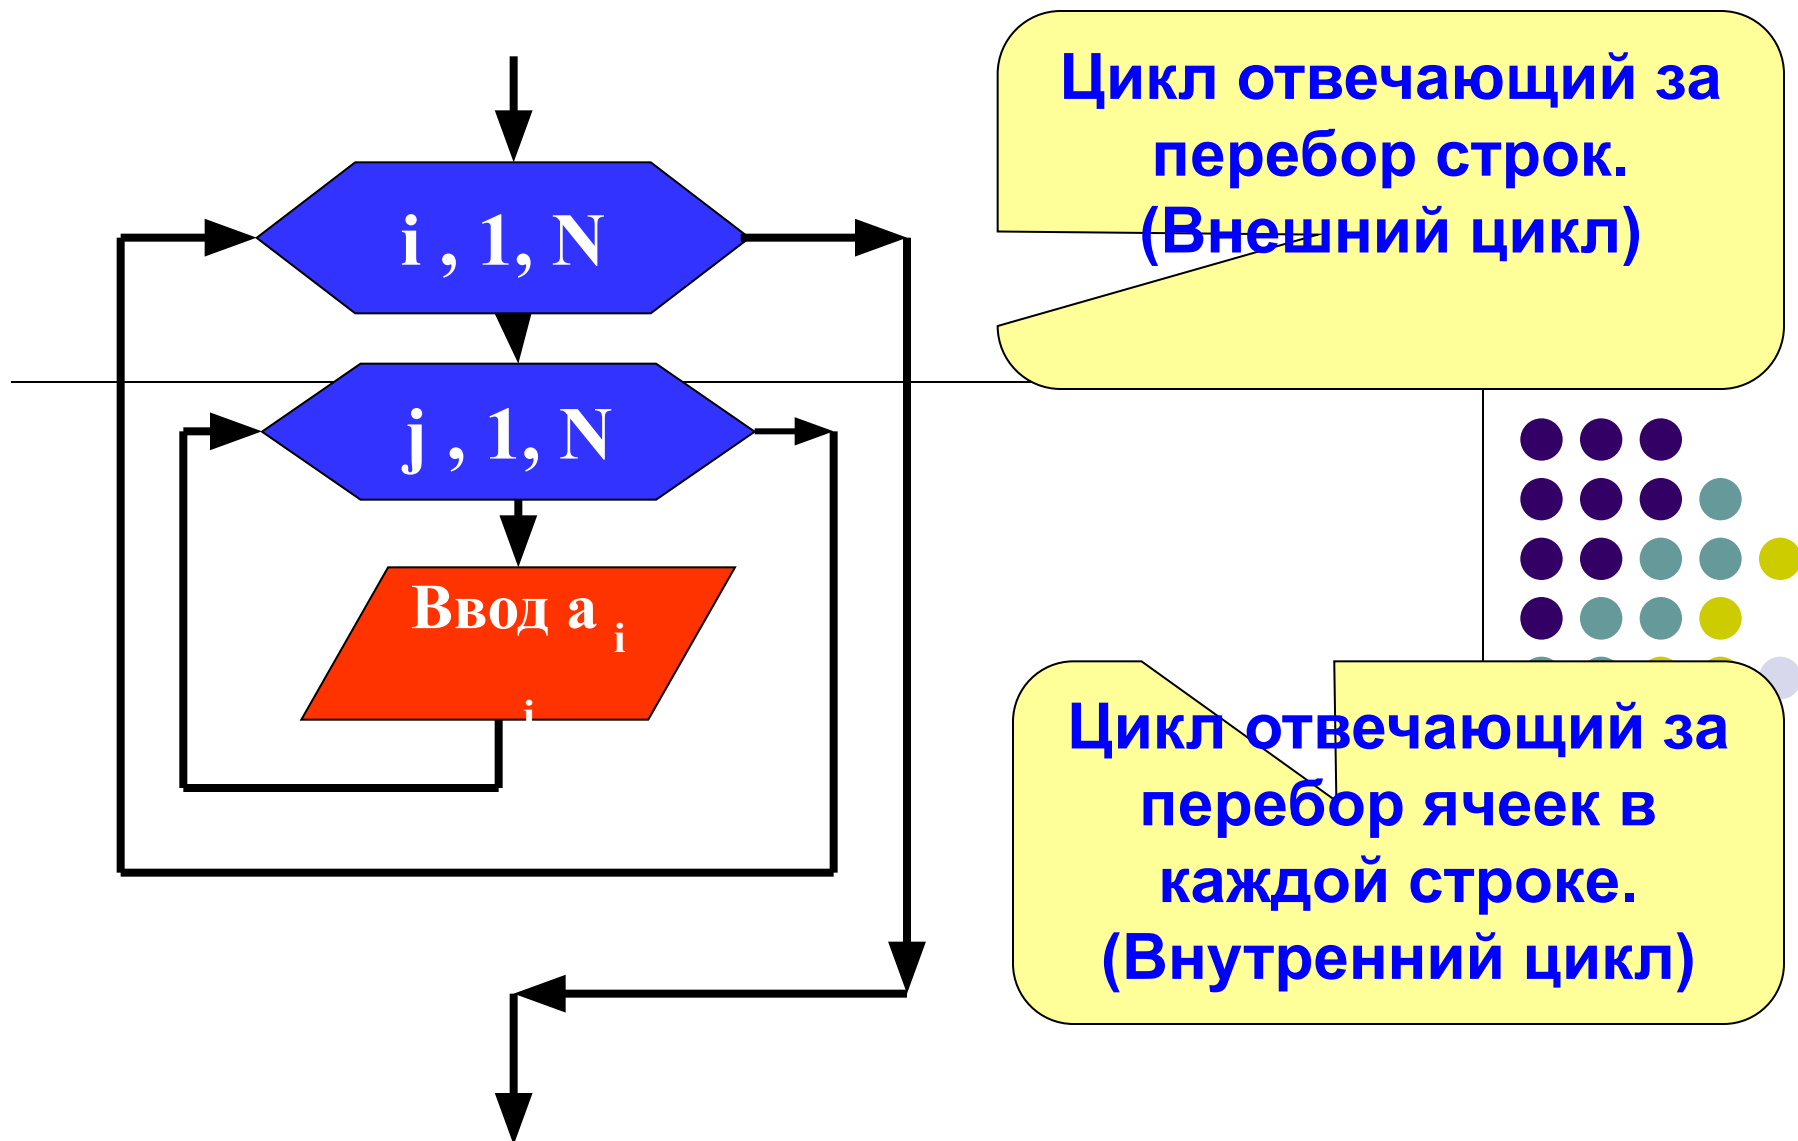 Цикл отвечающий за
перебор строк.
(Внешний цикл)
i , 1, N
j , 1, N
Ввод a i
Цикл отвечающий за
перебор ячеек в
каждой строке.
(Внутренний цикл)